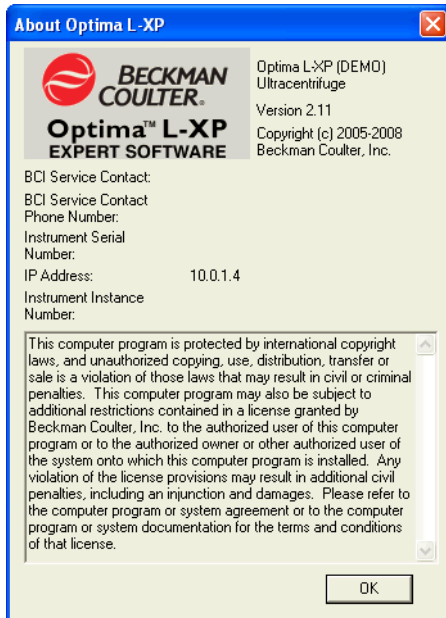 About Optima L-XP
BECKMAN
COULTER®
Optima™ L-XP
EXPERT SOFTWARE
Optima L-XP (DEMO)
Ultracentrifuge
Version 2.11
Copyright (c) 2005-2008
Beckman Coulter, Inc.
BCI Service Contact:
BCI Service Contact
Phone Number:
Instrument Serial
Number:
IP Address: 10.0.1.4
Instrument Instance
Number:
This computer program is protected by international copyright
laws, and unauthorized copying, use, distribution, transfer or
sale is a violation of those laws that may result in civil or criminal
penalties.  This computer program may also be subject to
additional restrictions contained in a license granted by
Beckman Coulter, Inc. to the authorized user of this computer
program or to the authorized owner or other authorized user of
the system onto which this computer program is installed.  Any
violation of the license provisions may result in additional civil
penalties, including an injunction and damages.  Please refer to
the computer program or system agreement or to the computer
program or system documentation for the terms and conditions
of that license.
OK